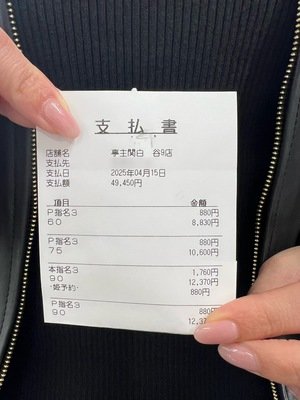 支払書
店舗名 亭主関白 谷9店
支払先
支払日 2025年04月15日
支払額 49,450円
項目 金額
P指名3 880円
60 8,830円
P指名3 880円
75 10,600円
本指名3 1,760円
90 12,370円
・姫予約・ 880円
P指名3 880円
90